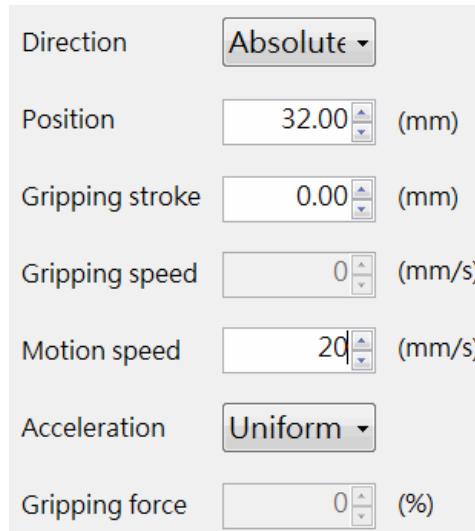 Direction Absolute
Position 32.00 (mm)
Gripping stroke 0.00 (mm)
Gripping speed 0 (mm/s)
Motion speed 20 (mm/s)
Acceleration Uniform
Gripping force 0 (%)